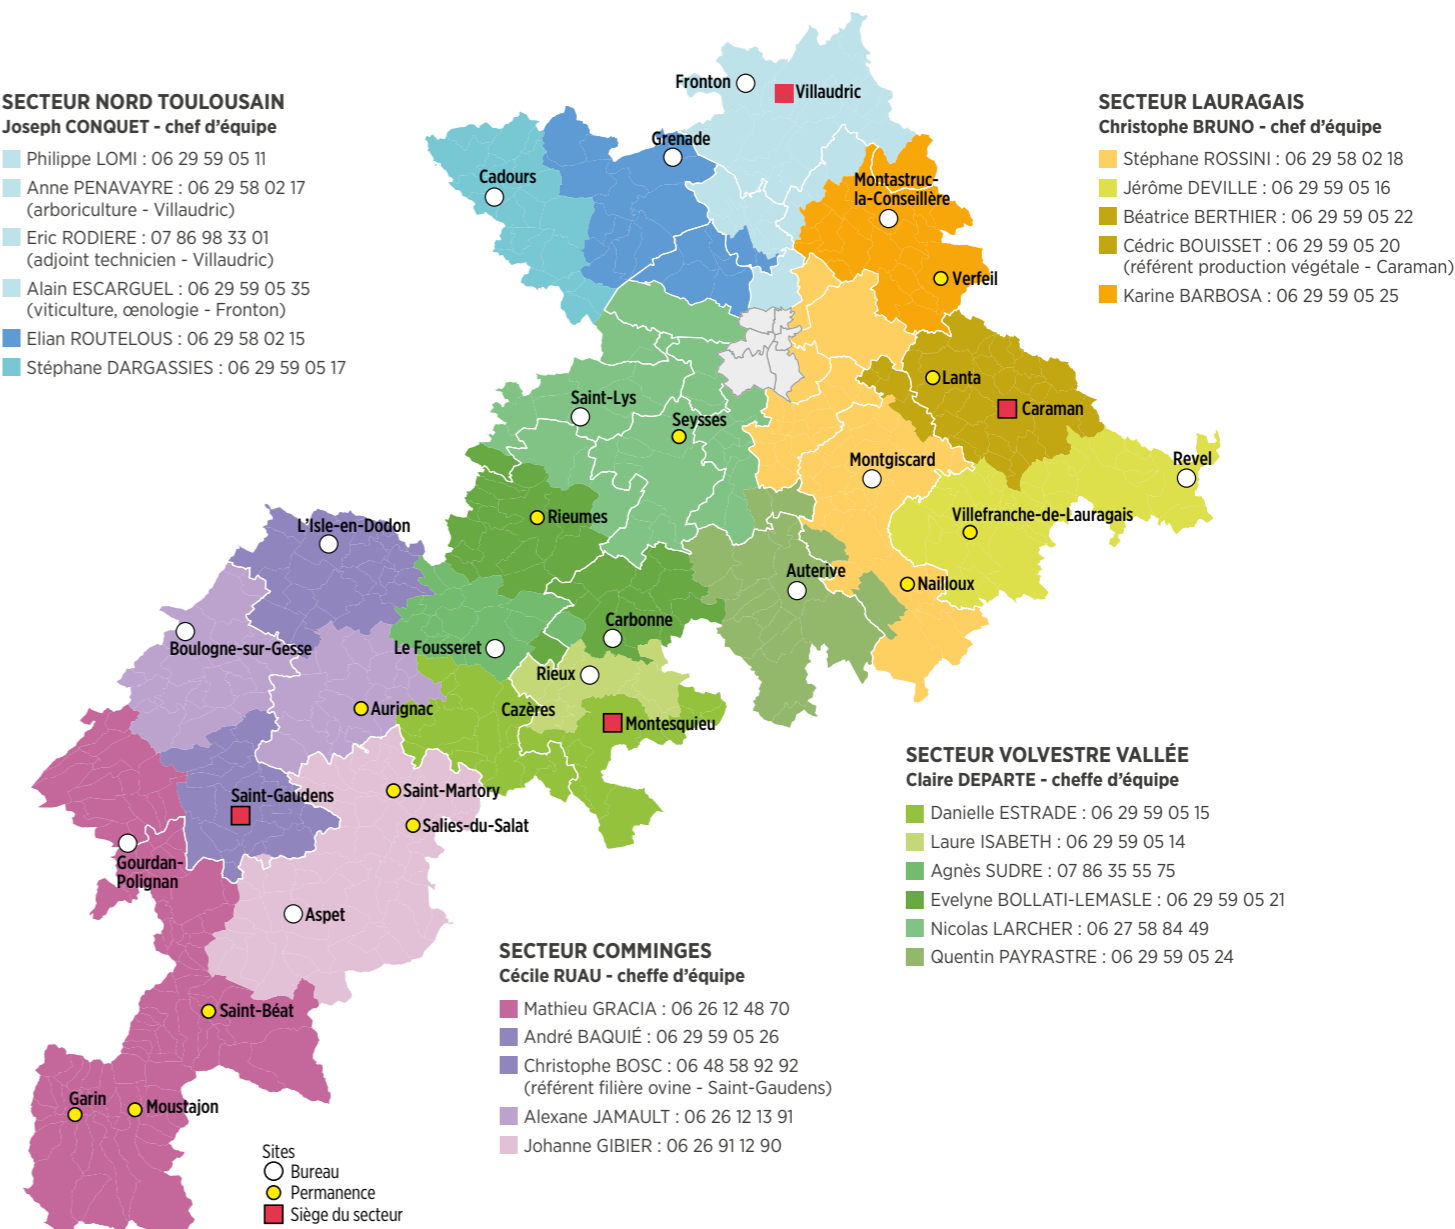 SECTEUR NORD TOULOUSAIN
Joseph CONQUET - chef d'équipe
Philippe LOMI : 06 29 59 05 11
Anne PENAVAYRE : 06 29 58 02 17
(arboriculture - Villaudric)
Eric RODIERE : 07 86 98 33 01
(adjoint technicien - Villaudric)
Alain ESCARGUEL : 06 29 59 05 35
(viticulture, œnologie - Fronton)
Elian ROUTELOUS : 06 29 58 02 15
Stéphane DARGASSIES : 06 29 59 05 17
SECTEUR LAURAGAIS
Christophe BRUNO - chef d'équipe
Stéphane ROSSINI : 06 29 58 02 18
Jérôme DEVILLE : 06 29 59 05 16
Béatrice BERTHIER : 06 29 59 05 22
Cédric BOUISSET : 06 29 59 05 20
(référent production végétale - Caraman)
Karine BARBOSA : 06 29 59 05 25
Fronton
Villaudric
Grenade
Cadours
Montastruc-
la-Conseillère
Verfeil
Lanta
Caraman
Saint-Lys
Seysses
Montgiscard
Revel
Villefranche-de-Lauragais
Rieumes
L'Isle-en-Dodon
Auterive
Nailloux
Carbonne
Boulogne-sur-Gesse
Le Fousseret
Rieux
Aurignac
Cazères
Montesquieu
Saint-Martory
Saint-Gaudens
Salies-du-Salat
Gourdan-
Polignan
Aspet
Saint-Béat
Garin
Moustajon
SECTEUR VOLVESTRE VALLÉE
Claire DEPARTE - cheffe d'équipe
Danielle ESTRADE : 06 29 59 05 15
Laure ISABETH : 06 29 59 05 14
Agnès SUDRE : 07 86 35 55 75
Evelyne BOLLATI-LEMASLE : 06 29 59 05 21
Nicolas LARCHER : 06 27 58 84 49
Quentin PAYRASTRE : 06 29 59 05 24
SECTEUR COMMINGES
Cécile RUAU - cheffe d'équipe
Mathieu GRACIA : 06 26 12 48 70
André BAQUIÉ : 06 29 59 05 26
Christophe BOSC : 06 48 58 92 92
(référent filière ovine - Saint-Gaudens)
Alexane JAMAULT : 06 26 12 13 91
Johanne GIBIER : 06 26 91 12 90
Sites
Bureau
Permanence
Siège du secteur